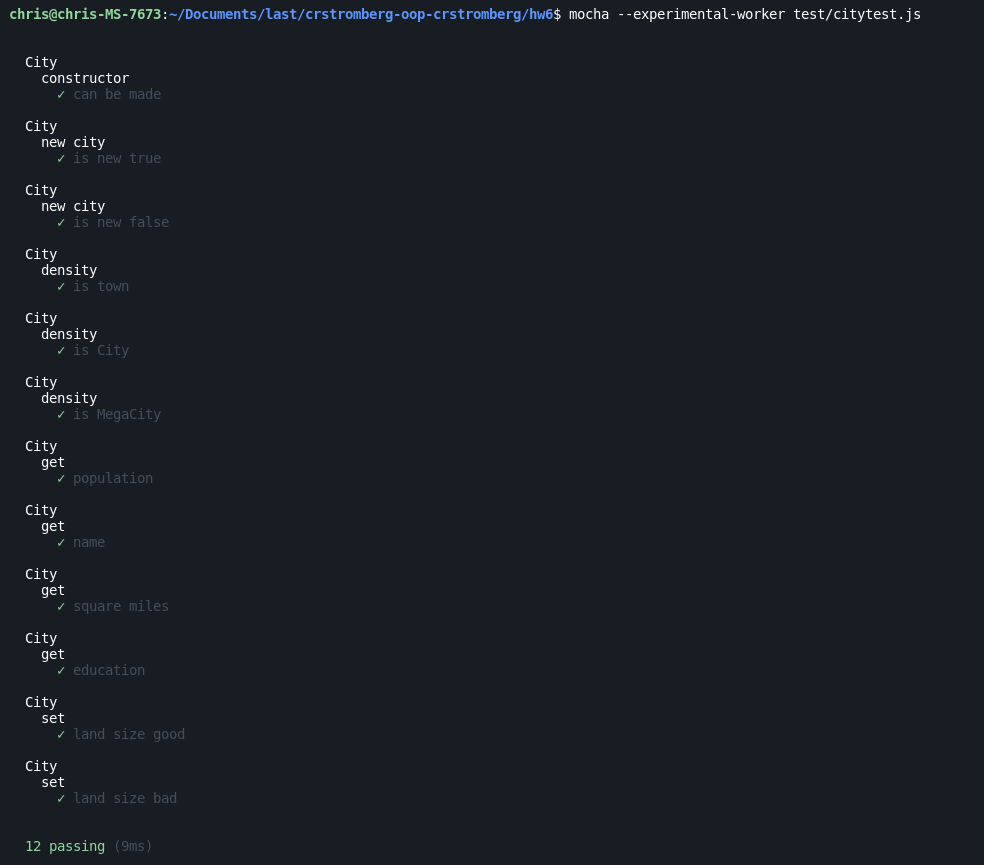 chris@chris-MS-7673:~/Documents/last/crstromberg-oop-crstromberg/hw6$ mocha --experimental-worker test/citytest.js
City
constructor
✓ can be made
City
new city
✓ is new true
City
new city
✓ is new false
City
density
✓ is town
City
density
✓ is City
City
density
✓ is MegaCity
City
get
✓ population
City
get
✓ name
City
get
✓ square miles
City
get
✓ education
City
set
✓ land size good
City
set
✓ land size bad
12 passing (9ms)